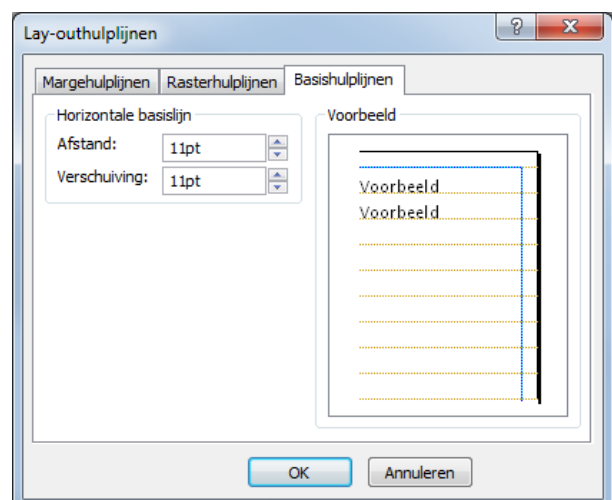 Lay-outhulplijnen
Margehulplijnen Rasterhulplijnen Basishulplijnen
Horizontale basislijn
Afstand: 11pt
Verschuiving: 11pt
Voorbeeld
Voorbeeld
Voorbeeld
OK Annuleren